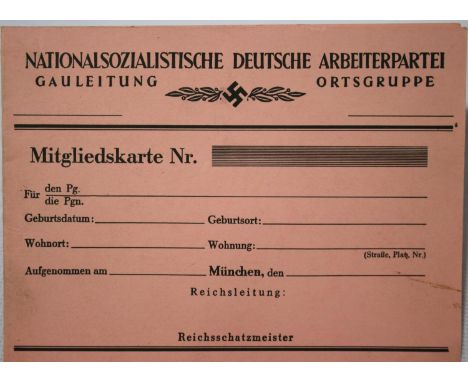 NATIONALSOZIALISTISCHE DEUTSCHE ARBEITERPARTEI
GAULEITUNG ORTSGRUPPE
Mitgliedskarte Nr.
Für den Pg.
die Pgn.
Geburtsdatum: Geburtsort:
Wohnort: Wohnung:
(Straße, Platz, Nr.)
Aufgenommen am München, den
Reichsleitung:
Reichsschatzmeister